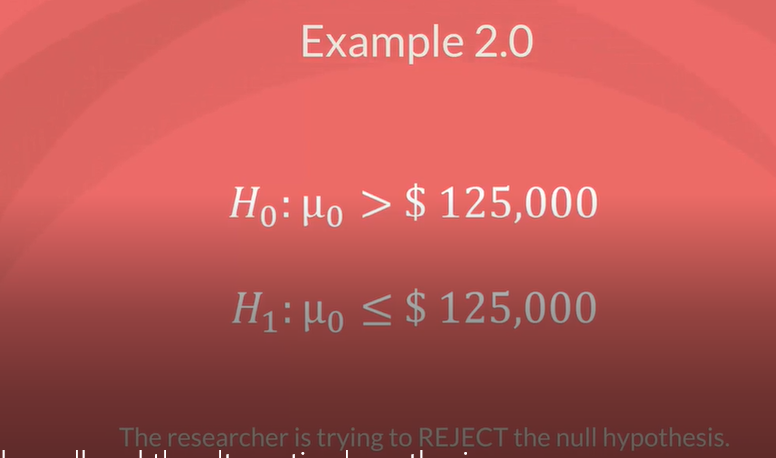 Example 2.0
H₀: μ₀ > $ 125,000
H₁: μ₀ ≤ $ 125,000
The researcher is trying to REJECT the null hypothesis.